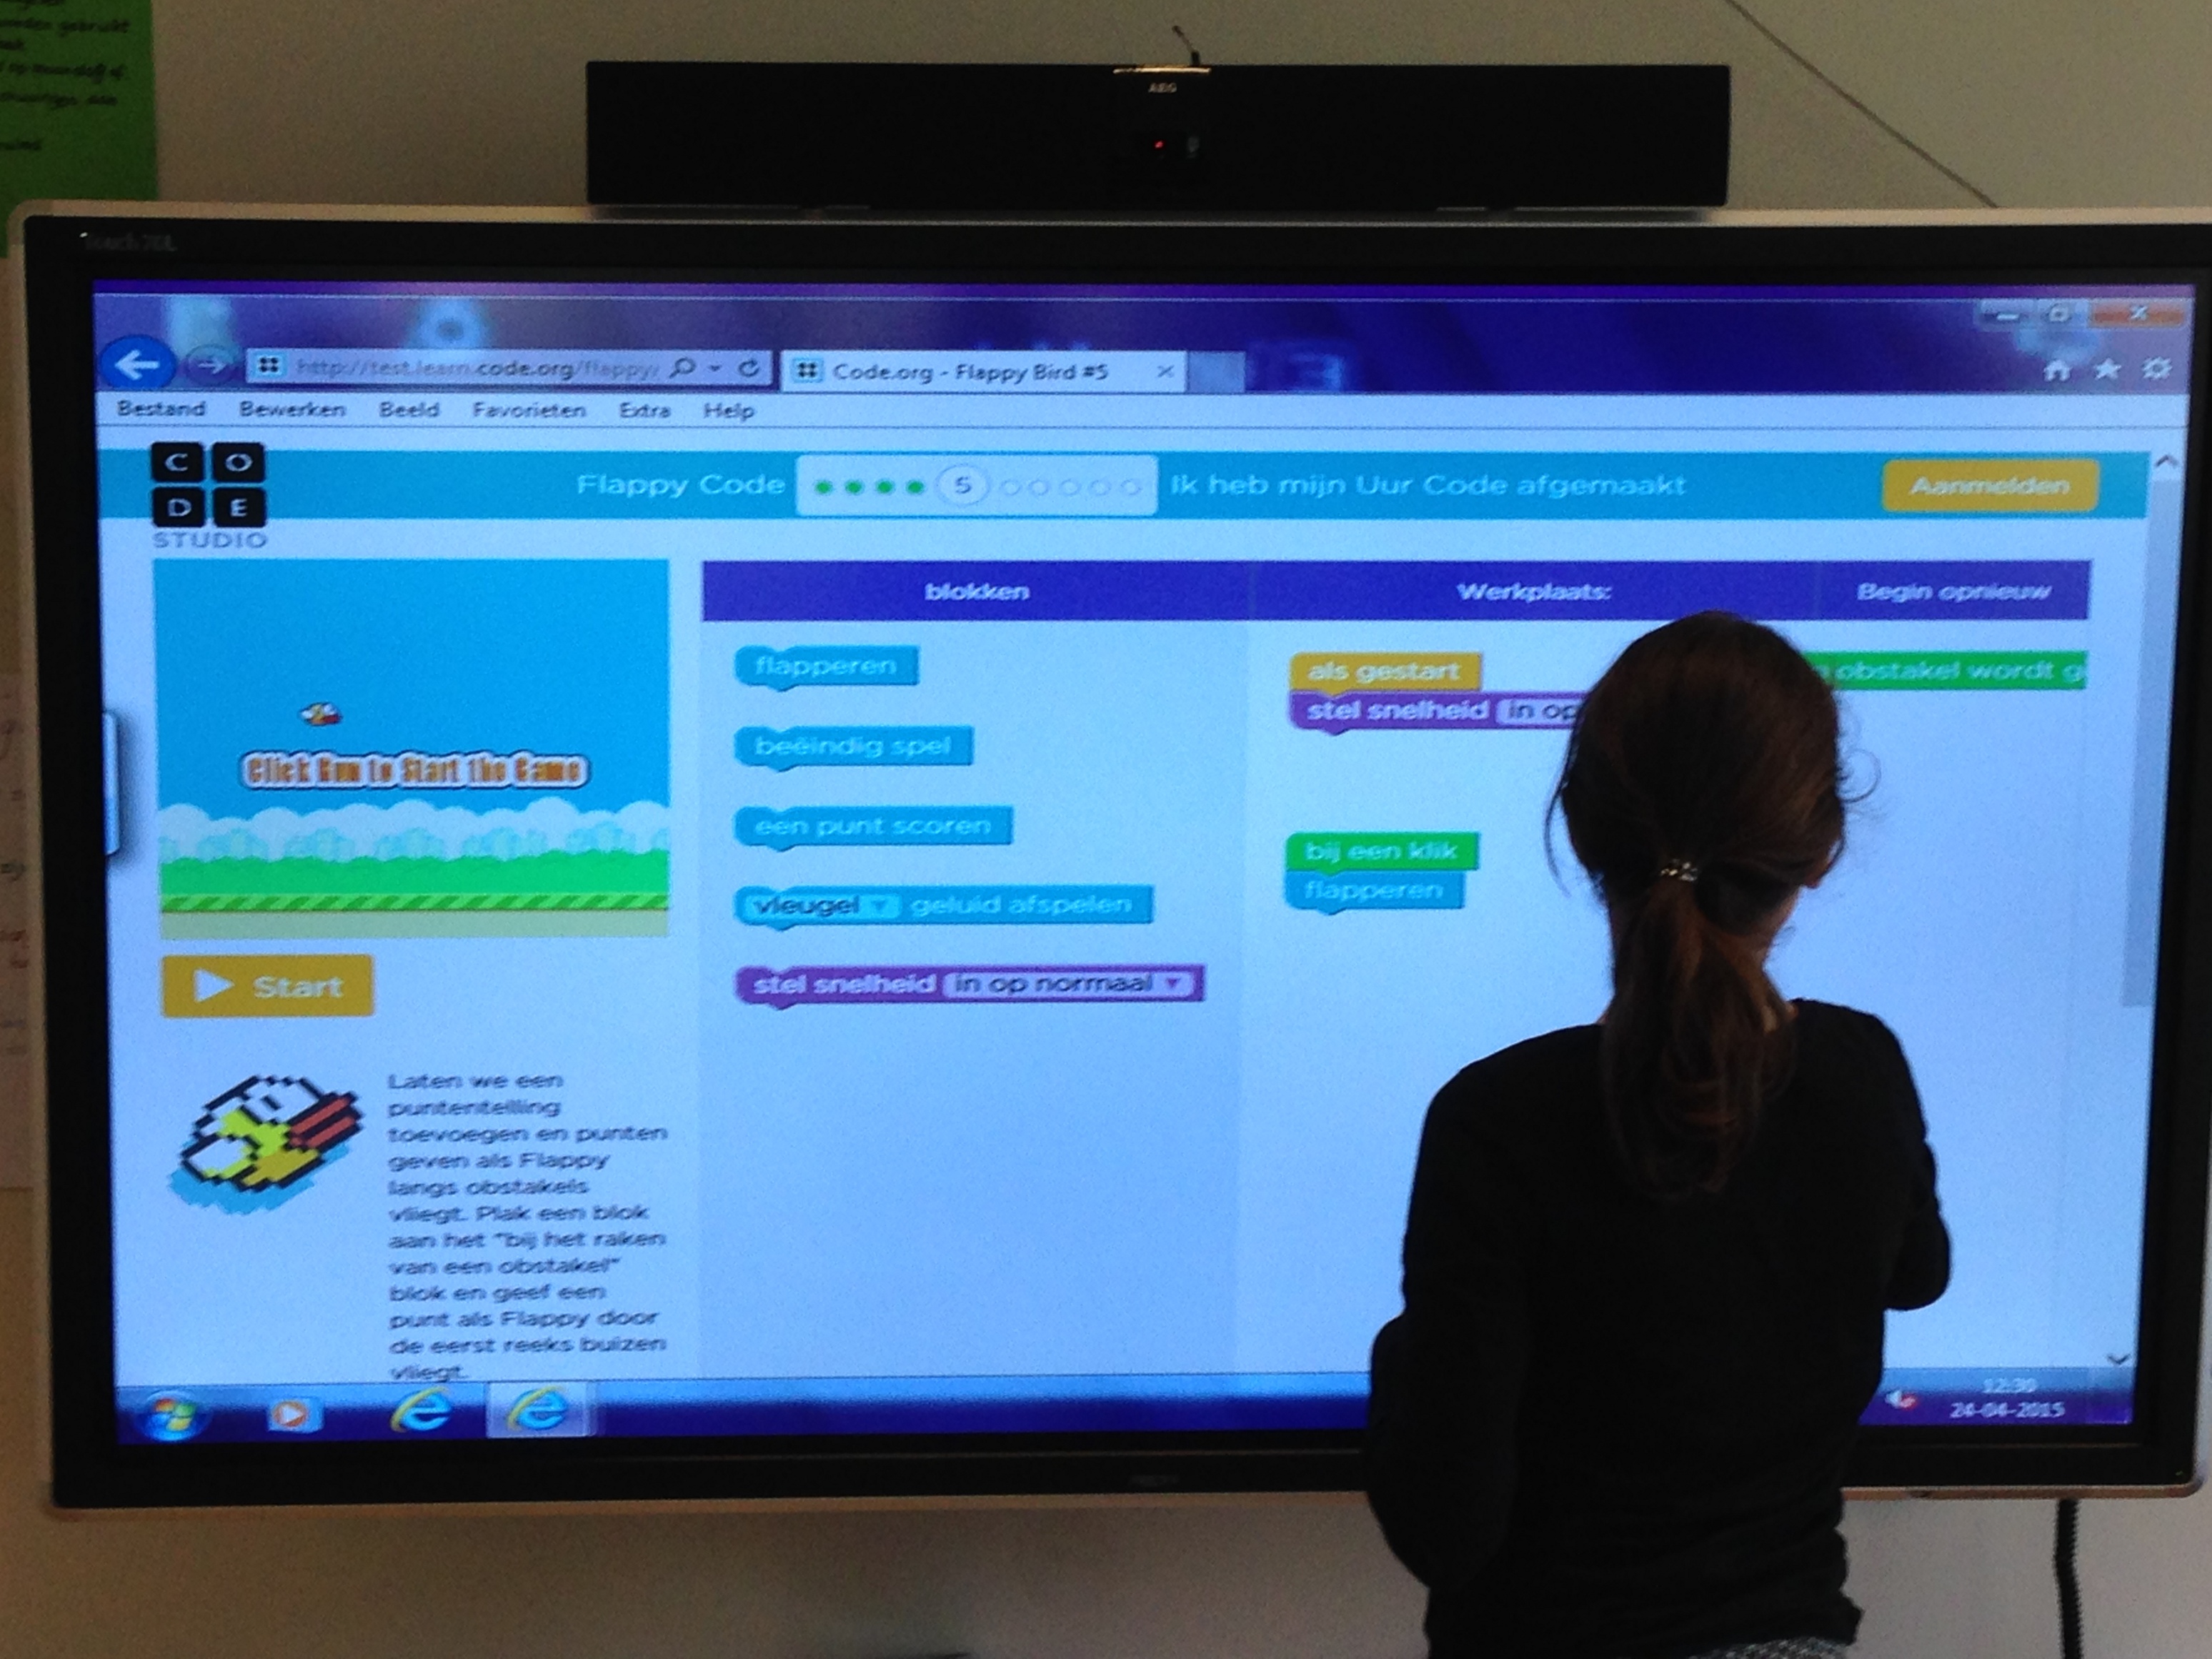 AEG
Touch
http://test.learn.code.org/flappy/
Code.org - Flappy Bird #5
Bestand Bewerken Beeld Favorieten Extra Help
CODE
STUDIO
Flappy Code 5 Ik heb mijn Uur Code afgemaakt Aanmelden
blokken Werkplaats: Begin opnieuw
flapperen
beëindig spel
een punt scoren
vleugel geluid afspelen
stel snelheid in op normaal
als gestart
stel snelheid in op
obstakel wordt g
bij een klik
flapperen
Click Run to Start the Game
Start
Laten we een
puntentelling
toevoegen en punten
geven als Flappy
langs obstakels
vliegt. Plak een blok
aan het "bij het raken
van een obstakel"
blok en geef een
punt als Flappy door
de eerst reeks buizen
vliegt.
12:30
24-04-2015